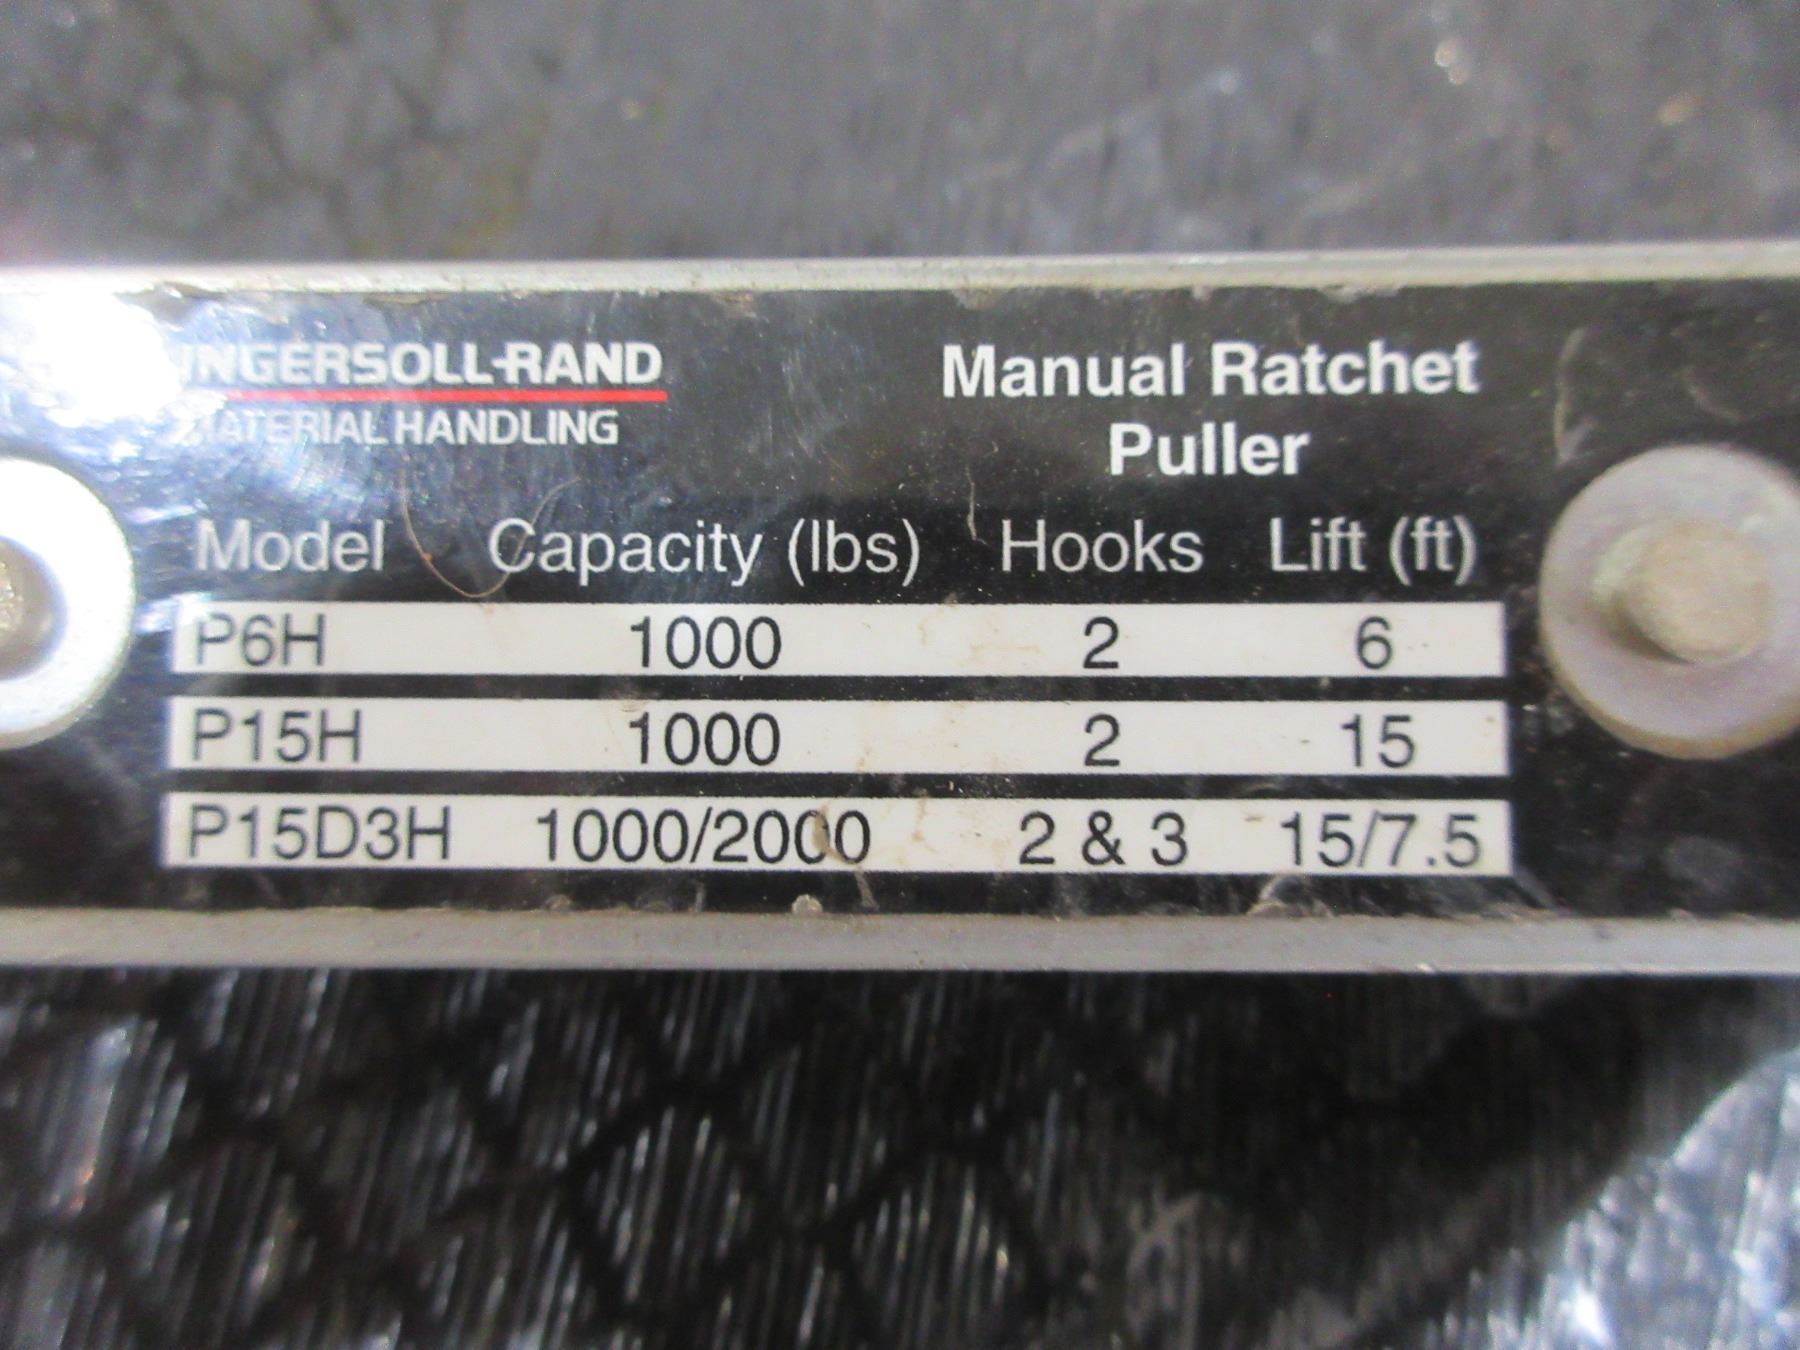 INGERSOLL-RAND
MATERIAL HANDLING
Manual Ratchet
Puller
Model Capacity (lbs) Hooks Lift (ft)
P6H 1000 2 6
P15H 1000 2 15
P15D3H 1000/2000 2 & 3 15/7.5